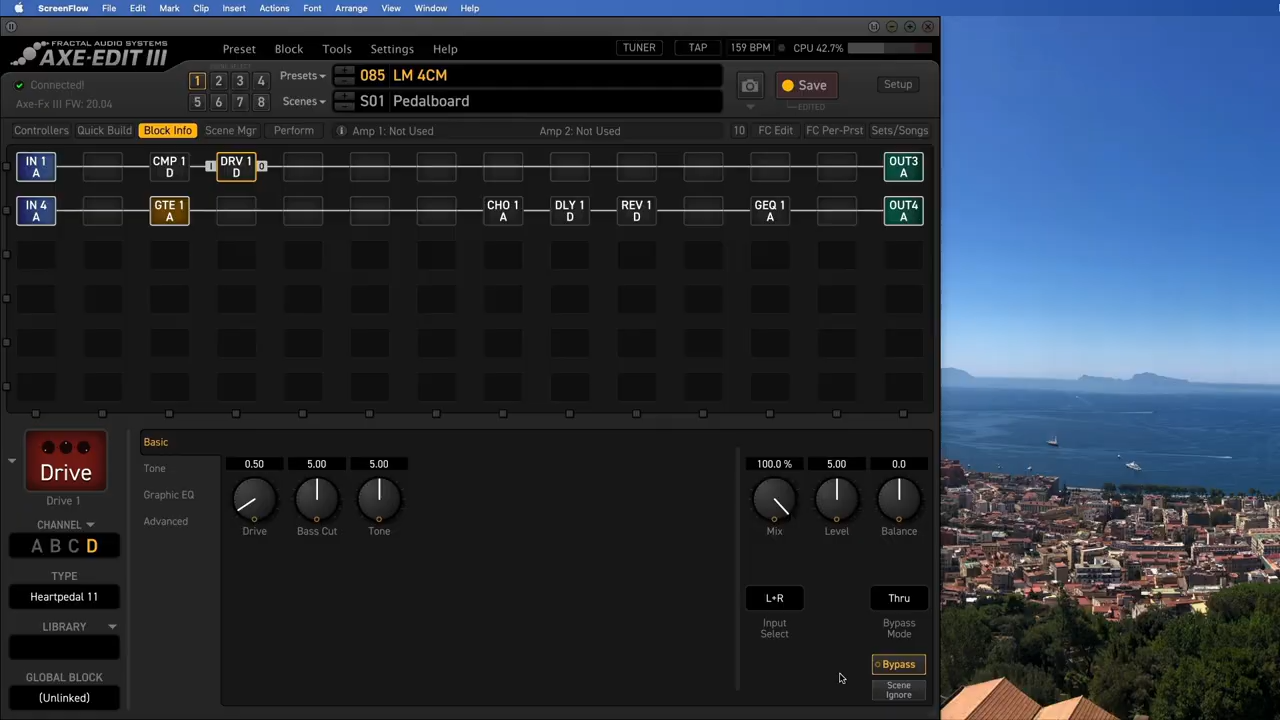 ScreenFlow File Edit Mark Clip Insert Actions Font Arrange View Window Help
FRACTAL AUDIO SYSTEMS
AXE-EDIT III
Preset Block Tools Settings Help
TUNER TAP 159 BPM CPU 42.7%
Connected!
Axe-Fx III FW: 20.04
1 2 3 4
5 6 7 8
Presets 085 LM 4CM
Scenes S01 Pedalboard
Save
EDITED
Setup
Controllers Quick Build Block Info Scene Mgr Perform Amp 1: Not Used Amp 2: Not Used 10 FC Edit FC Per-Prst Sets/Songs
IN 1 CMP 1 DRV 1 OUT3
A D I D O A
IN 4 GTE 1 CHO 1 DLY 1 REV 1 GEQ 1 OUT4
A A A D D A A
Drive
Drive 1
CHANNEL
A B C D
TYPE
Heartpedal 11
LIBRARY
GLOBAL BLOCK
(Unlinked)
Basic
Tone
Graphic EQ
Advanced
0.50 5.00 5.00
Drive Bass Cut Tone
100.0 % 5.00 0.0
Mix Level Balance
L+R Thru
Input Select
Bypass Mode
Bypass
Scene Ignore